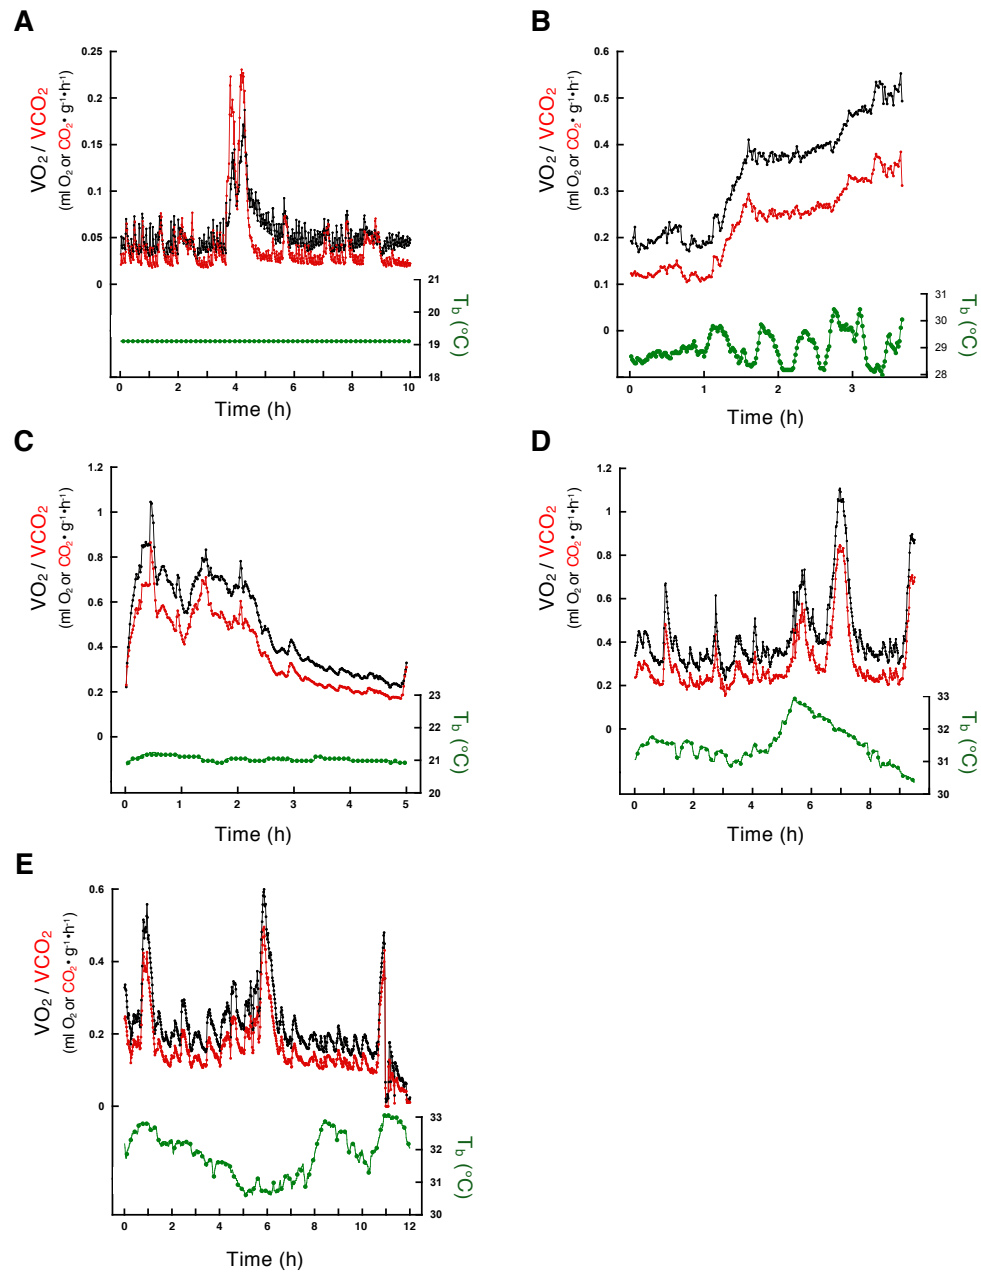 A
VO2 / VCO2
(ml O2 or CO2• g-1•h-1)
0.25
0.2
0.15
0.1
0.05
0
21
20
19
18
Tb (°C)
0 2 4 6 8 10
Time (h)
B
VO2 / VCO2
(ml O2 or CO2• g-1•h-1)
0.6
0.5
0.4
0.3
0.2
0.1
0
31
30
29
28
Tb (°C)
0 1 2 3
Time (h)
C
VO2 / VCO2
(ml O2 or CO2• g-1•h-1)
1.2
1
0.8
0.6
0.4
0.2
0
23
22
21
20
Tb (°C)
0 1 2 3 4 5
Time (h)
D
VO2 / VCO2
(ml O2 or CO2• g-1•h-1)
1.2
1
0.8
0.6
0.4
0.2
0
33
32
31
30
Tb (°C)
0 2 4 6 8
Time (h)
E
VO2 / VCO2
(ml O2 or CO2• g-1•h-1)
0.6
0.4
0.2
0
33
32
31
30
Tb (°C)
0 2 4 6 8 10 12
Time (h)